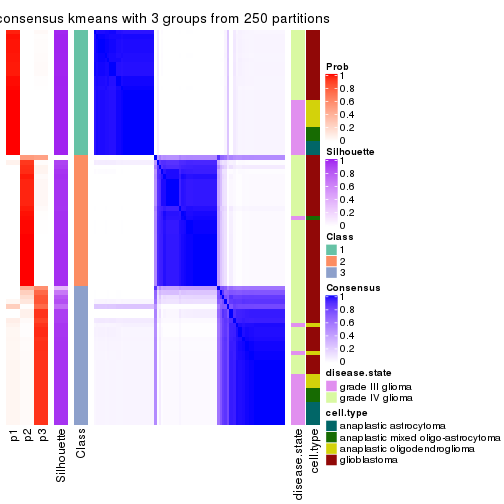 consensus kmeans with 3 groups from 250 partitions
Prob
1
0.8
0.6
0.4
0.2
0
Silhouette
1
0.8
0.6
0.4
0.2
0
Class
1
2
3
Consensus
1
0.8
0.6
0.4
0.2
0
disease.state
grade III glioma
grade IV glioma
cell.type
anaplastic astrocytoma
anaplastic mixed oligo-astrocytoma
anaplastic oligodendroglioma
glioblastoma
p1
p2
p3
Silhouette
Class
disease.state
cell.type